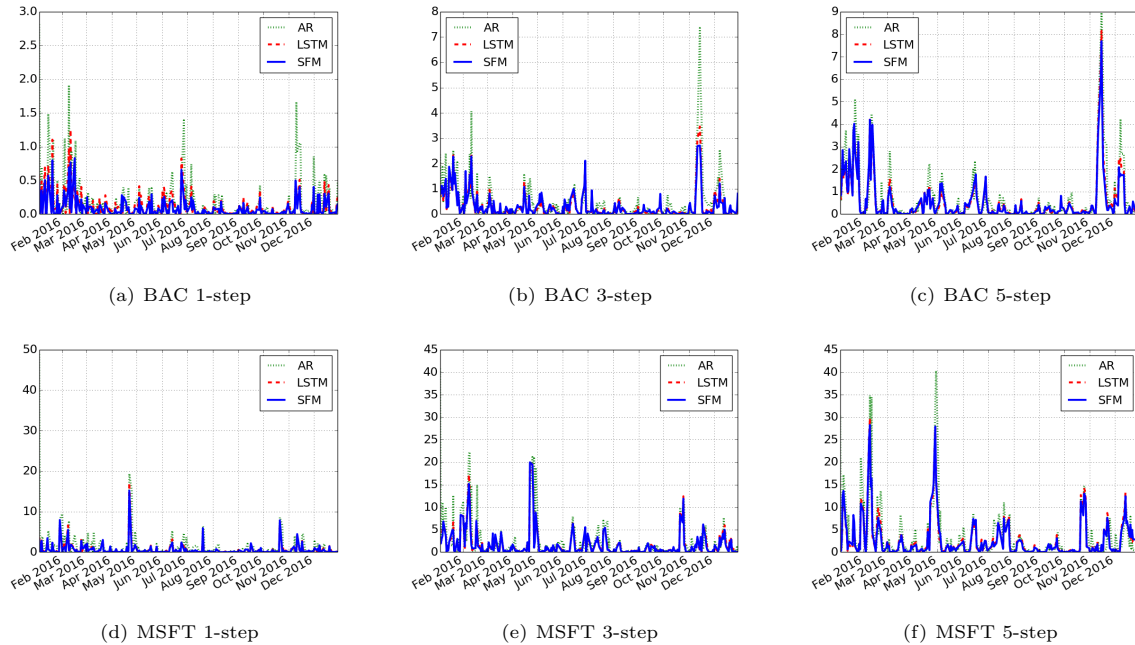 3.0
2.5
2.0
1.5
1.0
0.5
0.0
AR
LSTM
SFM
Feb 2016
Mar 2016
Apr 2016
May 2016
Jun 2016
Jul 2016
Aug 2016
Sep 2016
Oct 2016
Nov 2016
Dec 2016
(a) BAC 1-step
8
7
6
5
4
3
2
1
0
AR
LSTM
SFM
Feb 2016
Mar 2016
Apr 2016
May 2016
Jun 2016
Jul 2016
Aug 2016
Sep 2016
Oct 2016
Nov 2016
Dec 2016
(b) BAC 3-step
9
8
7
6
5
4
3
2
1
0
AR
LSTM
SFM
Feb 2016
Mar 2016
Apr 2016
May 2016
Jun 2016
Jul 2016
Aug 2016
Sep 2016
Oct 2016
Nov 2016
Dec 2016
(c) BAC 5-step
50
40
30
20
10
0
AR
LSTM
SFM
Feb 2016
Mar 2016
Apr 2016
May 2016
Jun 2016
Jul 2016
Aug 2016
Sep 2016
Oct 2016
Nov 2016
Dec 2016
(d) MSFT 1-step
45
40
35
30
25
20
15
10
5
0
AR
LSTM
SFM
Feb 2016
Mar 2016
Apr 2016
May 2016
Jun 2016
Jul 2016
Aug 2016
Sep 2016
Oct 2016
Nov 2016
Dec 2016
(e) MSFT 3-step
45
40
35
30
25
20
15
10
5
0
AR
LSTM
SFM
Feb 2016
Mar 2016
Apr 2016
May 2016
Jun 2016
Jul 2016
Aug 2016
Sep 2016
Oct 2016
Nov 2016
Dec 2016
(f) MSFT 5-step